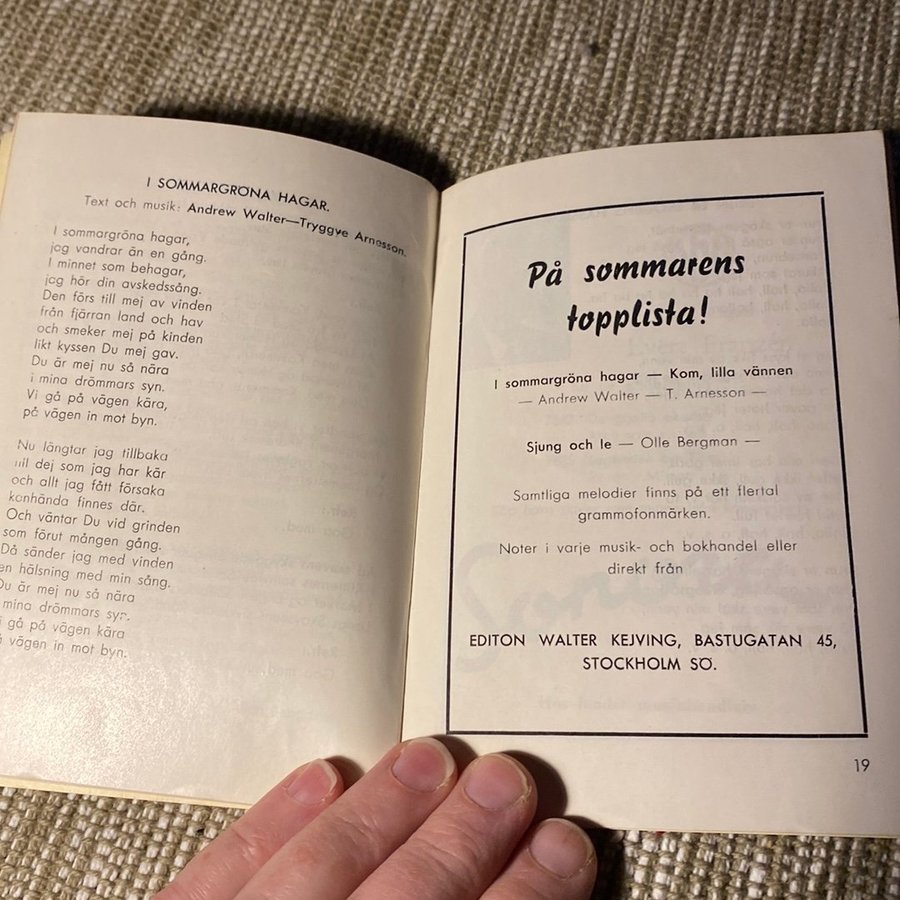 I SOMMARGRÖNA HAGAR.
Text och musik: Andrew Walter—Tryggve Arnesson.
I sommargröna hagar,
jag vandrar än en gång.
I minnet som behagar,
jag hör din avskedssång.
Den förs till mej av vinden
från fjärran land och hav
och smeker mej på kinden
likt kyssen Du mej gav.
Du är mej nu så nära
i mina drömmars syn.
Vi gå på vägen kära,
på vägen in mot byn.
Nu längtar jag tillbaka
till dej som jag har kär
och allt jag fått försaka
kanhända finnes där.
Och väntar Du vid grinden
som förut mången gång.
Då sänder jag med vinden
en hälsning med min sång.
Du är mej nu så nära
mina drömmars syn.
gå på vägen kära
vägen in mot byn.
På sommarens
topplista!
I sommargröna hagar — Kom, lilla vännen
— Andrew Walter — T. Arnesson —
Sjung och le — Olle Bergman —
Samtliga melodier finns på ett flertal
grammofonmärken.
Noter i varje musik- och bokhandel eller
direkt från
EDITON WALTER KEJVING, BASTUGATAN 45,
STOCKHOLM SÖ.
19